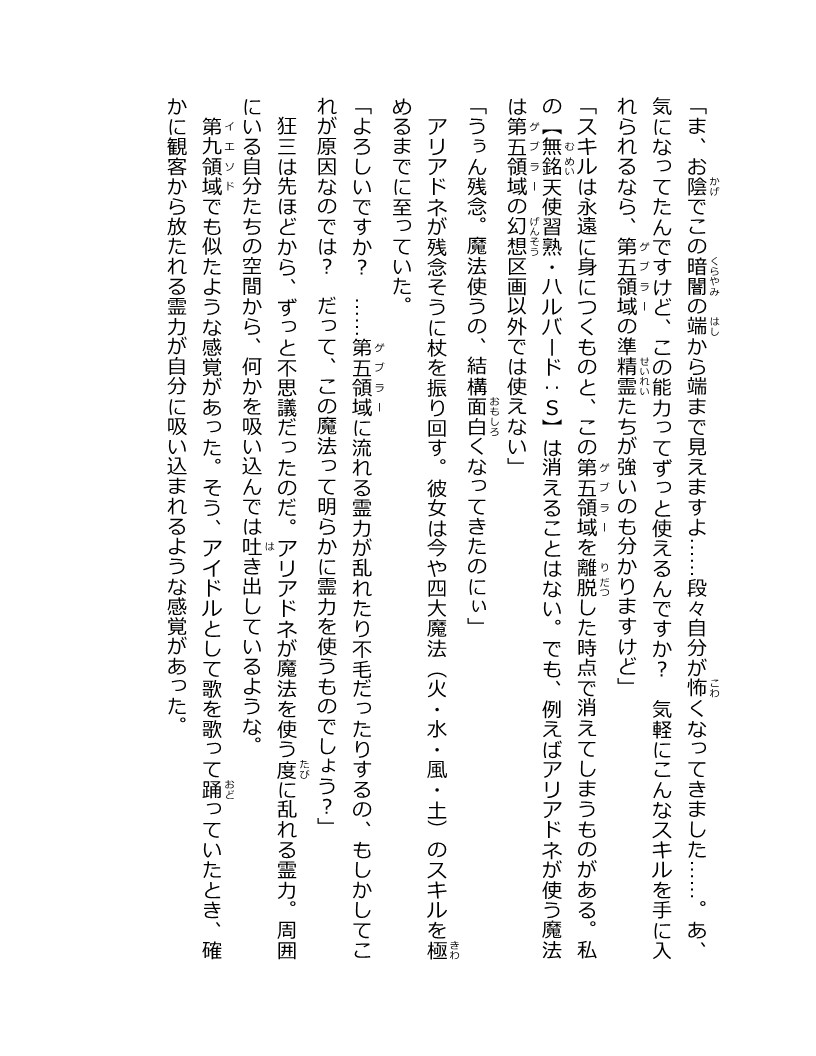 「ま、お陰でこの暗闇の端から端まで見えますよ……段々自分が怖くなってきました……。あ、
気になってたんですけど、この能力ってずっと使えるんですか？　気軽にこんなスキルを手に入
れられるなら、第五領域の準精霊たちが強いのも分かりますけど」
「スキルは永遠に身につくものと、この第五領域を離脱した時点で消えてしまうものがある。私
の【無銘天使習熟・ハルバード：Ｓ】は消えることはない。でも、例えばアリアドネが使う魔法
は第五領域の幻想区画以外では使えない」
「うぅん残念。魔法使うの、結構面白くなってきたのにぃ」
　アリアドネが残念そうに杖を振り回す。彼女は今や四大魔法（火・水・風・土）のスキルを極
めるまでに至っていた。
「よろしいですか？　……第五領域に流れる霊力が乱れたり不毛だったりするの、もしかしてこ
れが原因なのでは？　だって、この魔法って明らかに霊力を使うものでしょう？」
　狂三は先ほどから、ずっと不思議だったのだ。アリアドネが魔法を使う度に乱れる霊力。周囲
にいる自分たちの空間から、何かを吸い込んでは吐き出しているような。
　第九領域でも似たような感覚があった。そう、アイドルとして歌を歌って踊っていたとき、確
かに観客から放たれる霊力が自分に吸い込まれるような感覚があった。